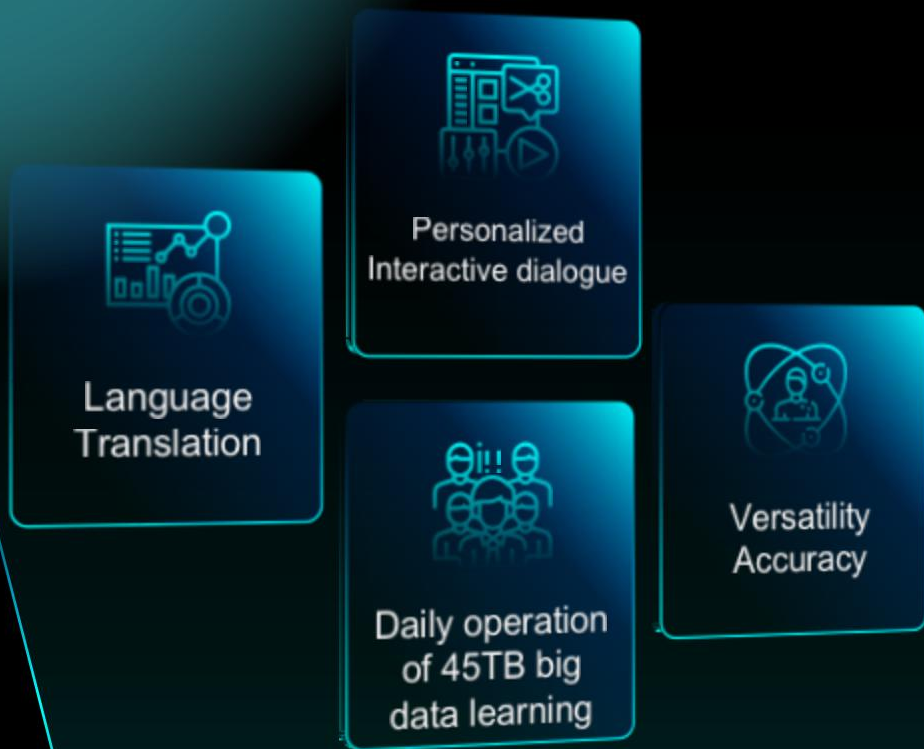 Personalized
Interactive dialogue
Language
Translation
Versatility
Accuracy
Daily operation
of 45TB big
data learning